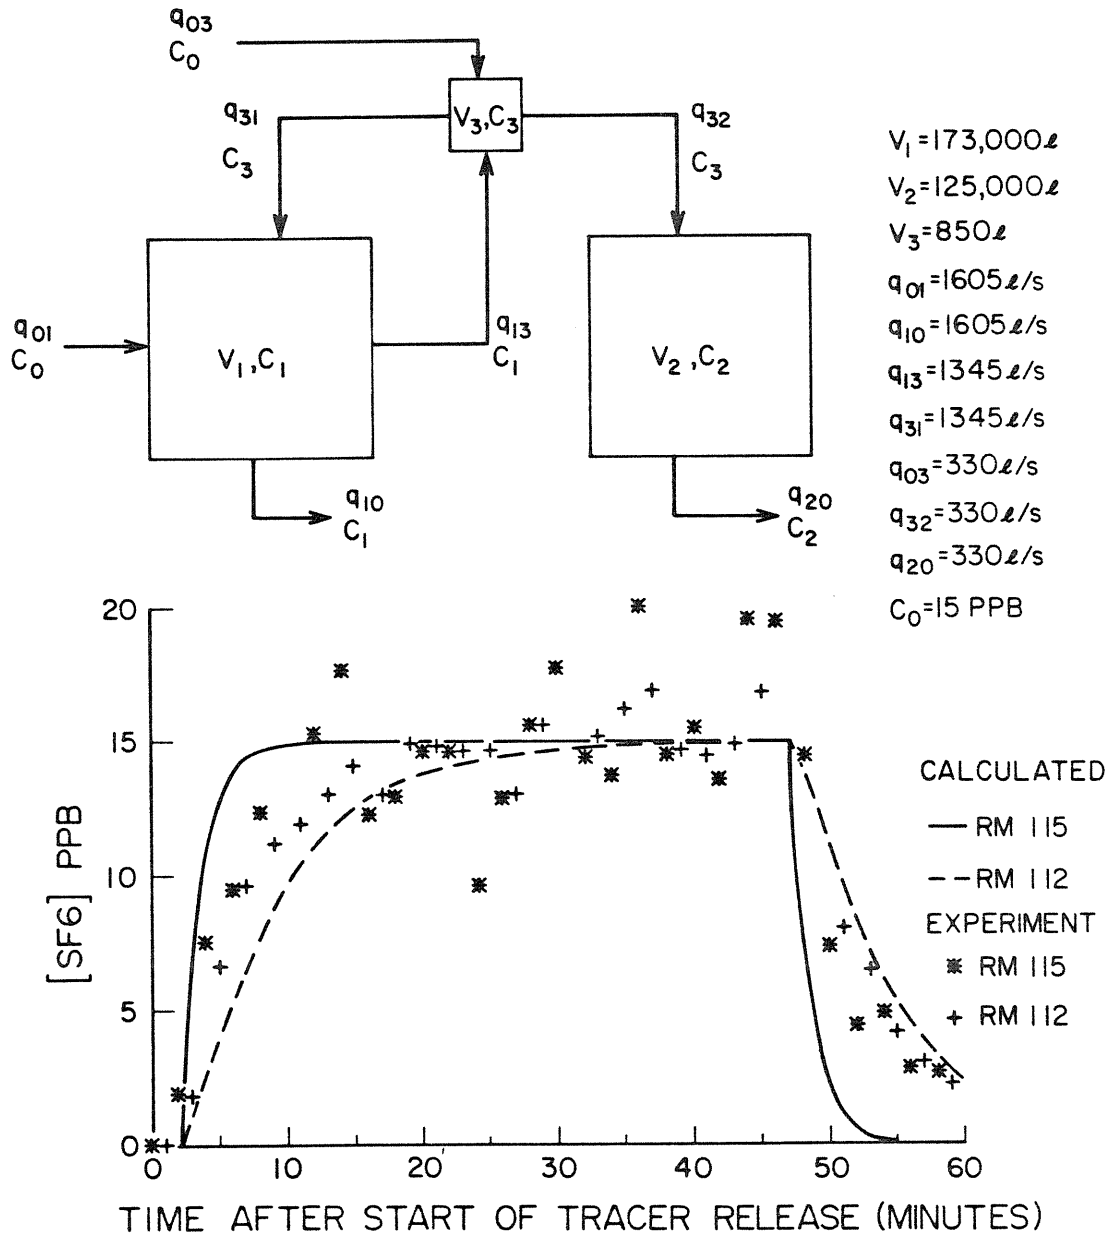 q03
C0
q31
C3
V3,C3
q32
C3
q01
C0
V1,C1
q13
C1
V2,C2
q10
C1
q20
C2
V1=173,000ℓ
V2=125,000ℓ
V3=850ℓ
q01=1605ℓ/s
q10=1605ℓ/s
q13=1345ℓ/s
q31=1345ℓ/s
q03=330ℓ/s
q32=330ℓ/s
q20=330ℓ/s
C0=15 PPB
[SF6] PPB
20
15
10
5
0
0 10 20 30 40 50 60
TIME AFTER START OF TRACER RELEASE (MINUTES)
CALCULATED
RM 115
RM 112
EXPERIMENT
RM 115
RM 112